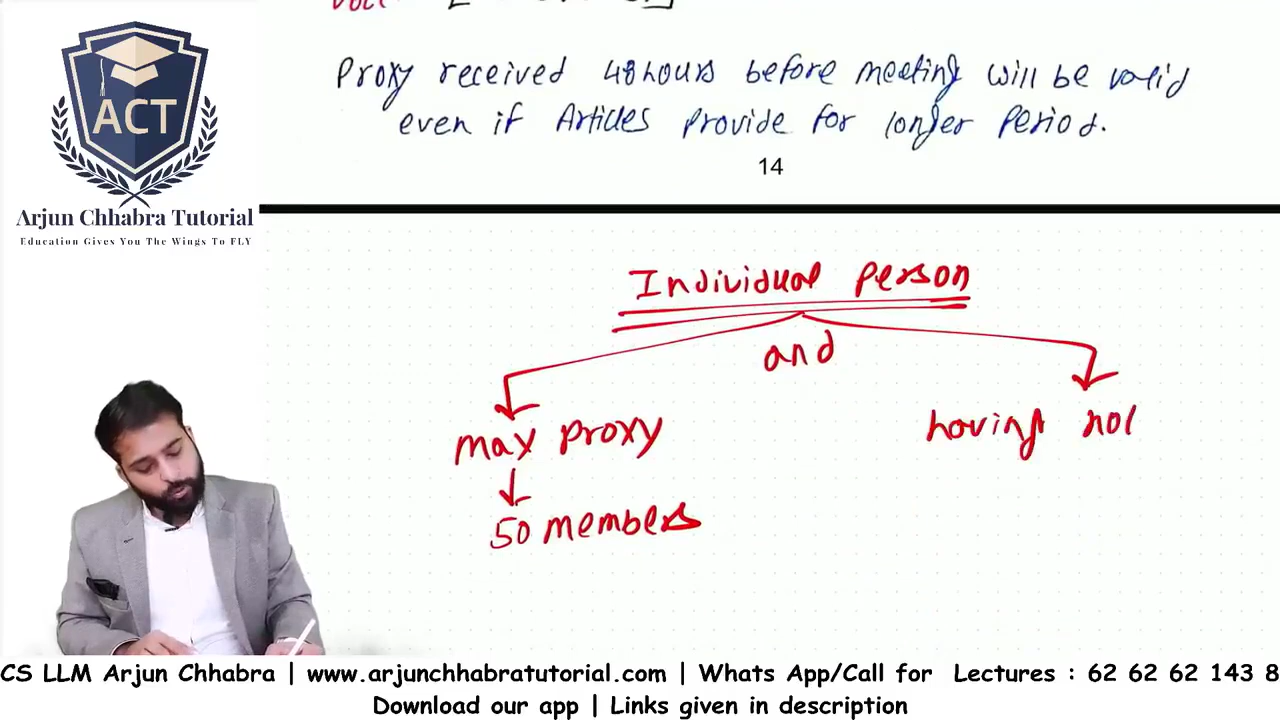 Proxy received 48 hours before meeting will be valid
even if Articles provide for longer Period.
14
ACT
Arjun Chhabra Tutorial
Education Gives You The Wings To FLY
Individual person
and
max proxy
having hol
50 members
CS LLM Arjun Chhabra | www.arjunchhabratutorial.com | Whats App/Call for Lectures : 62 62 62 143 8
Download our app | Links given in description